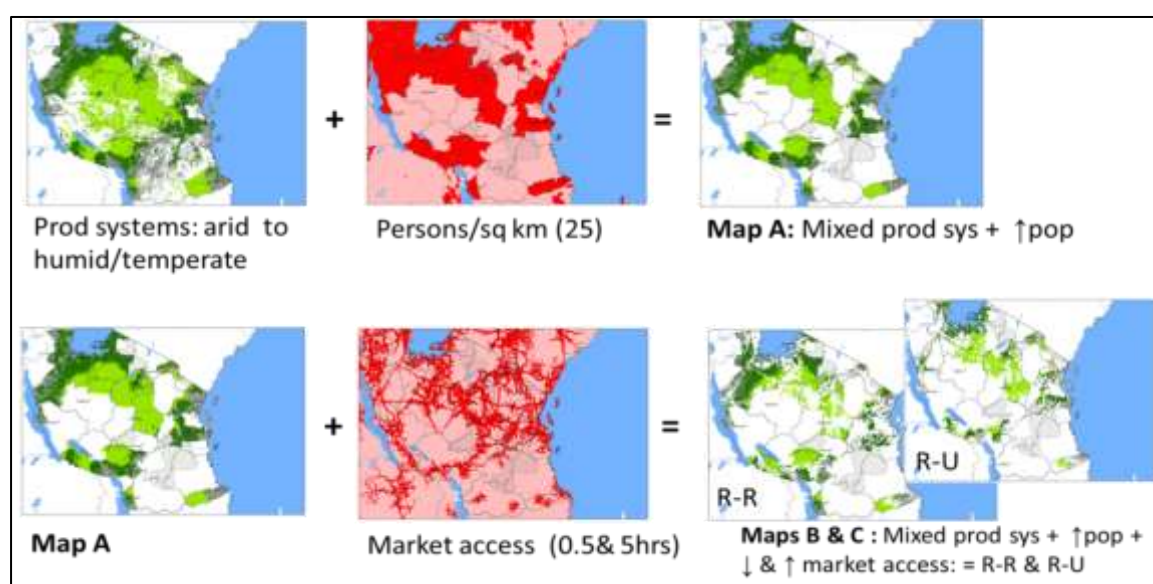 +
=
Prod systems: arid to
humid/temperate
Persons/sq km (25)
Map A: Mixed prod sys + ↑pop
+
=
R-R
R-U
Map A
Market access (0.5& 5hrs)
Maps B & C : Mixed prod sys + ↑pop +
↓ & ↑ market access: = R-R & R-U